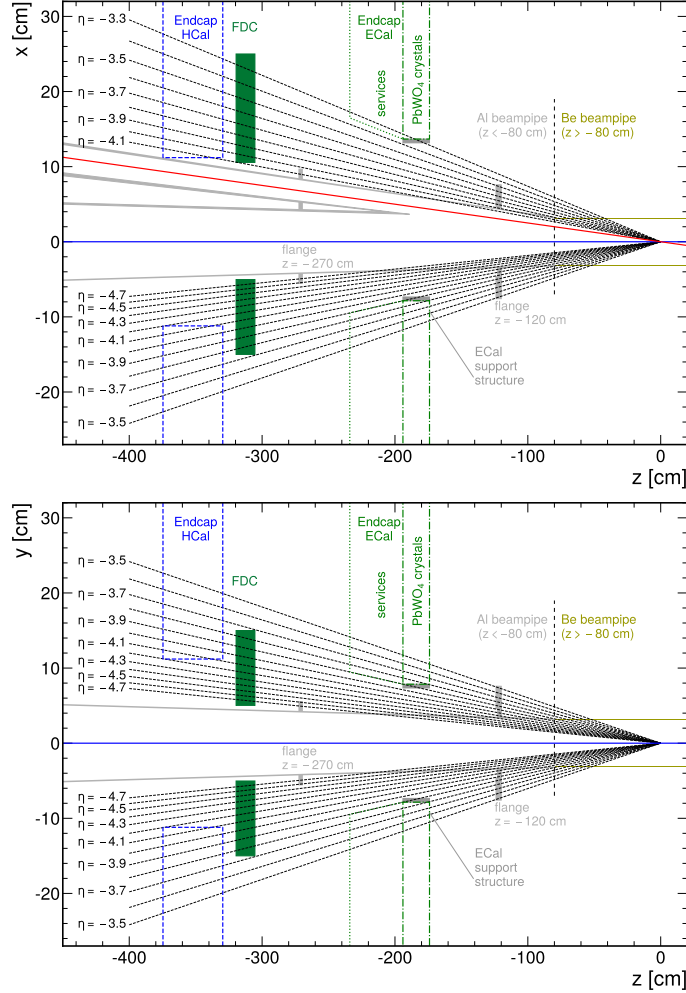 x [cm]
30
20
10
0
-10
-20
η = −3.3
η = −3.5
η = −3.7
η = −3.9
η = −4.1
Endcap
HCal
FDC
Endcap
ECal
services
PbWO4 crystals
Al beampipe
(z < −80 cm)
Be beampipe
(z > − 80 cm)
flange
z = − 270 cm
η = −4.7
η = −4.5
η = −4.3
η = −4.1
η = −3.9
η = −3.7
η = −3.5
flange
z = − 120 cm
ECal
support
structure
-400
-300
-200
-100
0
z [cm]
y [cm]
30
20
10
0
-10
-20
η = −3.5
η = −3.7
η = −3.9
η = −4.1
η = −4.3
η = −4.5
η = −4.7
Endcap
HCal
FDC
Endcap
ECal
services
PbWO4 crystals
Al beampipe
(z < −80 cm)
Be beampipe
(z > − 80 cm)
flange
z = − 270 cm
η = −4.7
η = −4.5
η = −4.3
η = −4.1
η = −3.9
η = −3.7
η = −3.5
flange
z = − 120 cm
ECal
support
structure
-400
-300
-200
-100
0
z [cm]